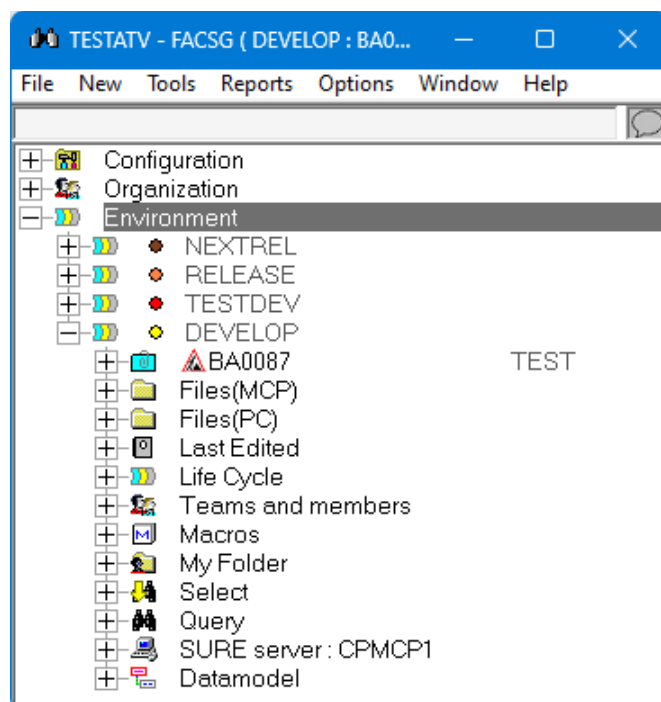 TESTATV - FACSG ( DEVELOP : BA0...
File New Tools Reports Options Window Help
Configuration
Organization
Environment
NEXTREL
RELEASE
TESTDEV
DEVELOP
BA0087 TEST
Files(MCP)
Files(PC)
Last Edited
Life Cycle
Teams and members
Macros
My Folder
Select
Query
SURE server : CPMCP1
Datamodel